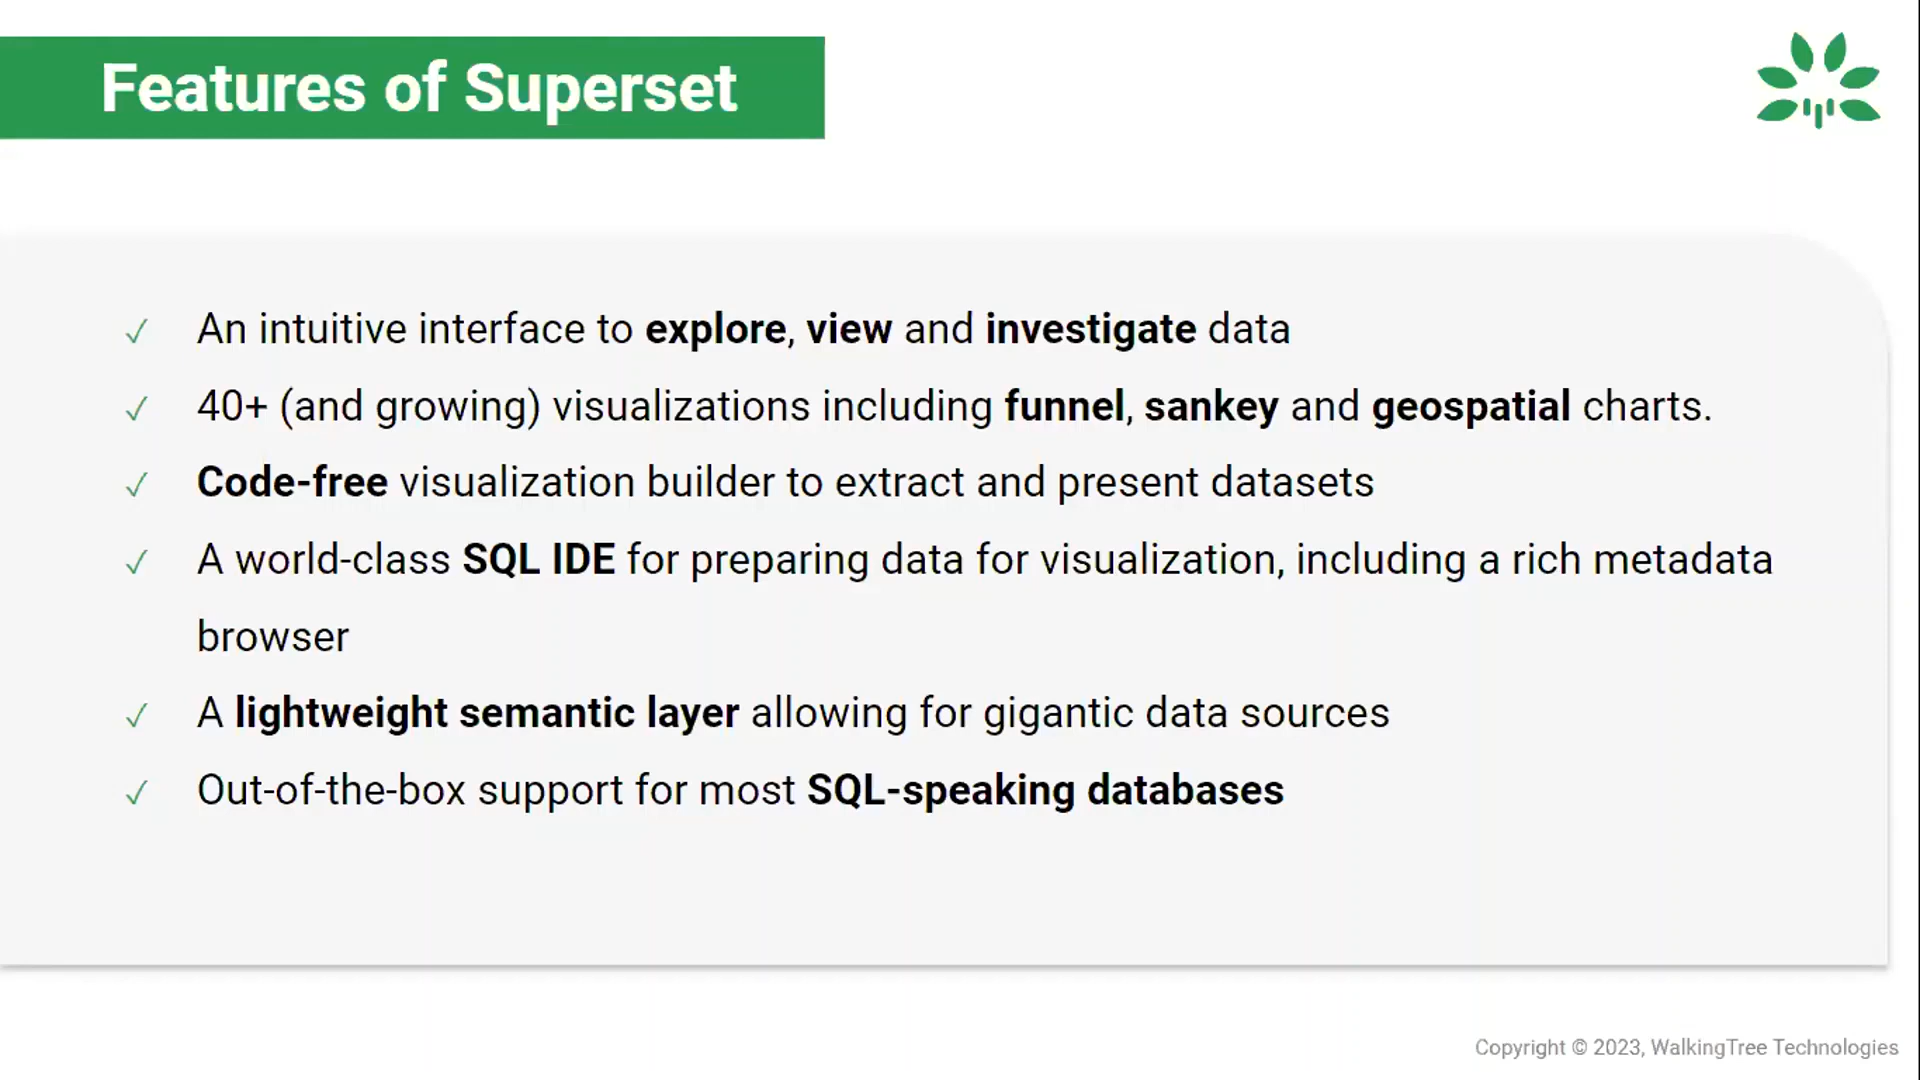 Features of Superset
✓ An intuitive interface to explore, view and investigate data
✓ 40+ (and growing) visualizations including funnel, sankey and geospatial charts.
✓ Code-free visualization builder to extract and present datasets
✓ A world-class SQL IDE for preparing data for visualization, including a rich metadata
browser
✓ A lightweight semantic layer allowing for gigantic data sources
✓ Out-of-the-box support for most SQL-speaking databases
Copyright © 2023, WalkingTree Technologies